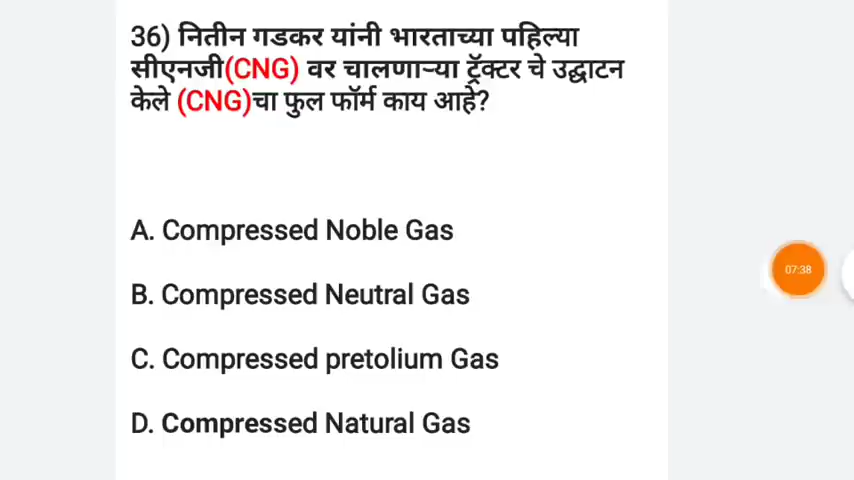 36) नितीन गडकर यांनी भारताच्या पहिल्या
सीएनजी(CNG) वर चालणाऱ्या ट्रॅक्टर चे उद्घाटन
केले (CNG)चा फुल फॉर्म काय आहे?
A. Compressed Noble Gas
07:38
B. Compressed Neutral Gas
C. Compressed pretolium Gas
D. Compressed Natural Gas